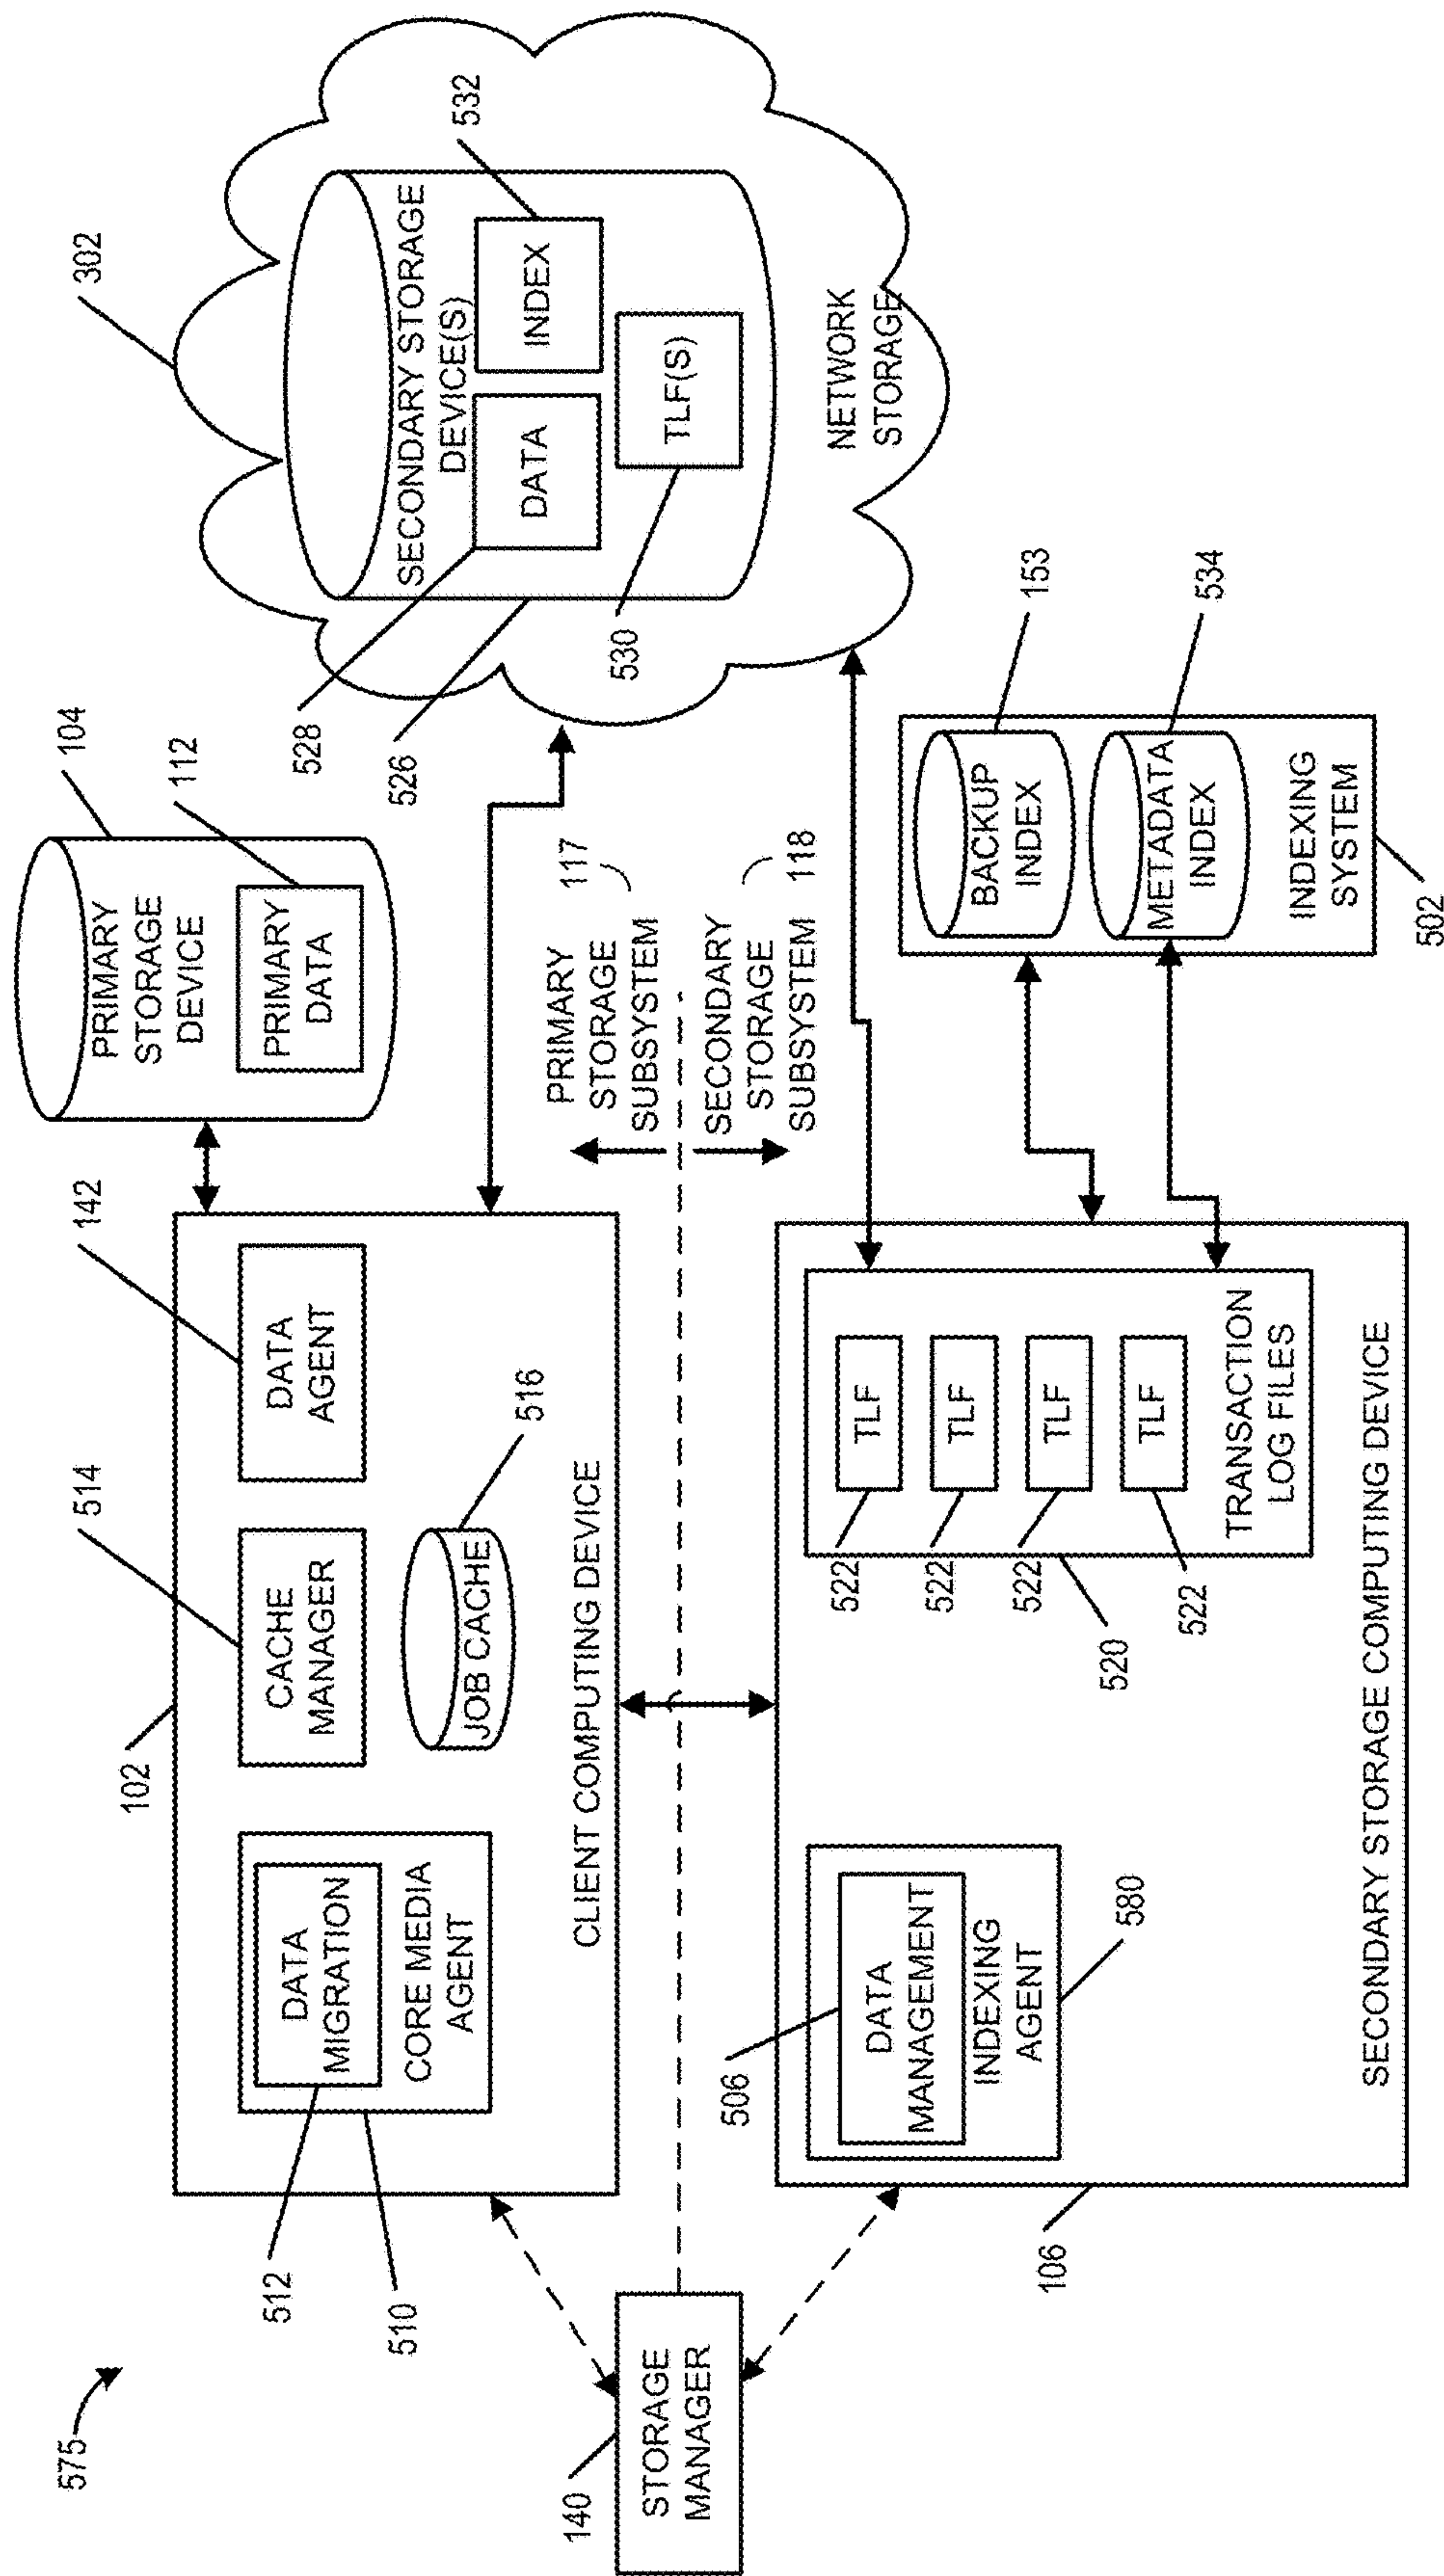 575
102
512
510
DATA
MIGRATION
CORE MEDIA
AGENT
514
CACHE
MANAGER
516
JOB CACHE
142
DATA
AGENT
CLIENT COMPUTING DEVICE
104
112
PRIMARY
STORAGE
DEVICE
PRIMARY
DATA
302
532
528
526
530
SECONDARY STORAGE
DEVICE(S)
DATA
INDEX
TLF(S)
NETWORK
STORAGE
140
STORAGE
MANAGER
PRIMARY
STORAGE
SUBSYSTEM
117
SECONDARY
STORAGE
SUBSYSTEM
118
506
DATA
MANAGEMENT
INDEXING
AGENT
580
106
522
TLF
522
TLF
522
TLF
522
TLF
520
TRANSACTION
LOG FILES
SECONDARY STORAGE COMPUTING DEVICE
153
BACKUP
INDEX
534
METADATA
INDEX
INDEXING
SYSTEM
502